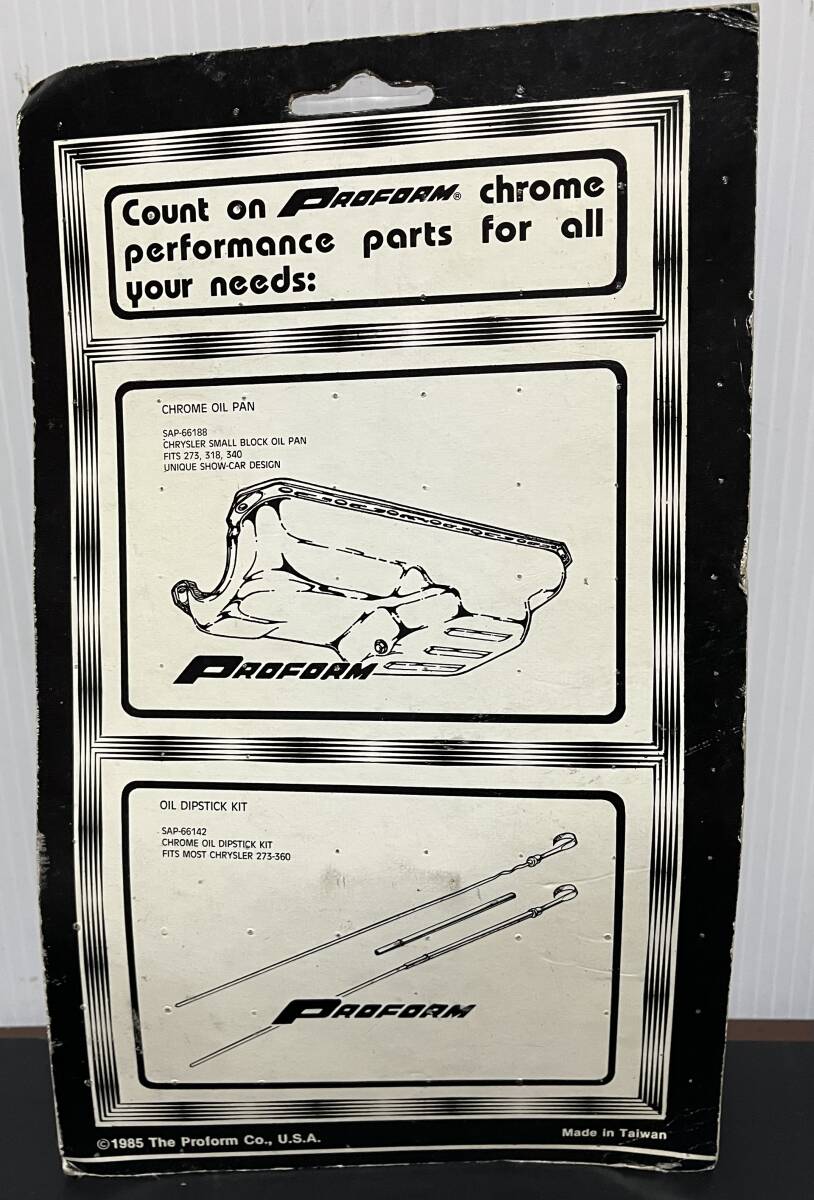 Count on PROFORM® chrome
performance parts for all
your needs:
CHROME OIL PAN
SAP-66188
CHRYSLER SMALL BLOCK OIL PAN
FITS 273, 318, 340
UNIQUE SHOW-CAR DESIGN
PROFORM
OIL DIPSTICK KIT
SAP-66142
CHROME OIL DIPSTICK KIT
FITS MOST CHRYSLER 273-360
PROFORM
©1985 The Proform Co., U.S.A.
Made in Taiwan